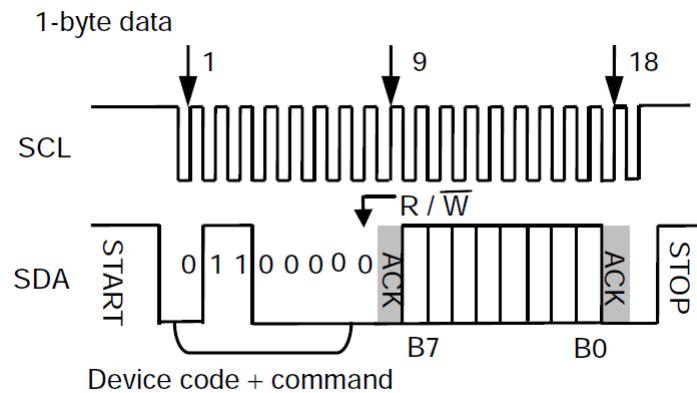 1-byte data
1 9 18
SCL
R / W
SDA START 0 1 1 0 0 0 0 0 ACK ACK STOP
B7 B0
Device code + command